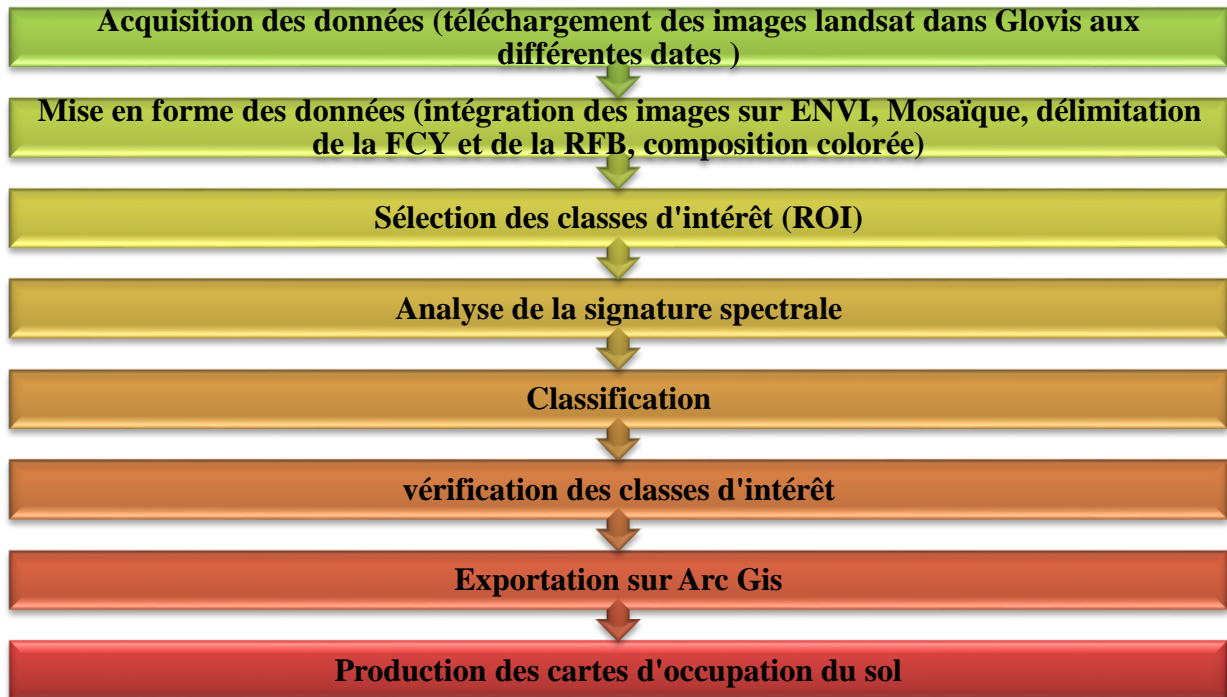 Acquisition des données (téléchargement des images landsat dans Glovis aux
différentes dates )
Mise en forme des données (intégration des images sur ENVI, Mosaïque, délimitation
de la FCY et de la RFB, composition colorée)
Sélection des classes d'intérêt (ROI)
Analyse de la signature spectrale
Classification
vérification des classes d'intérêt
Exportation sur Arc Gis
Production des cartes d'occupation du sol